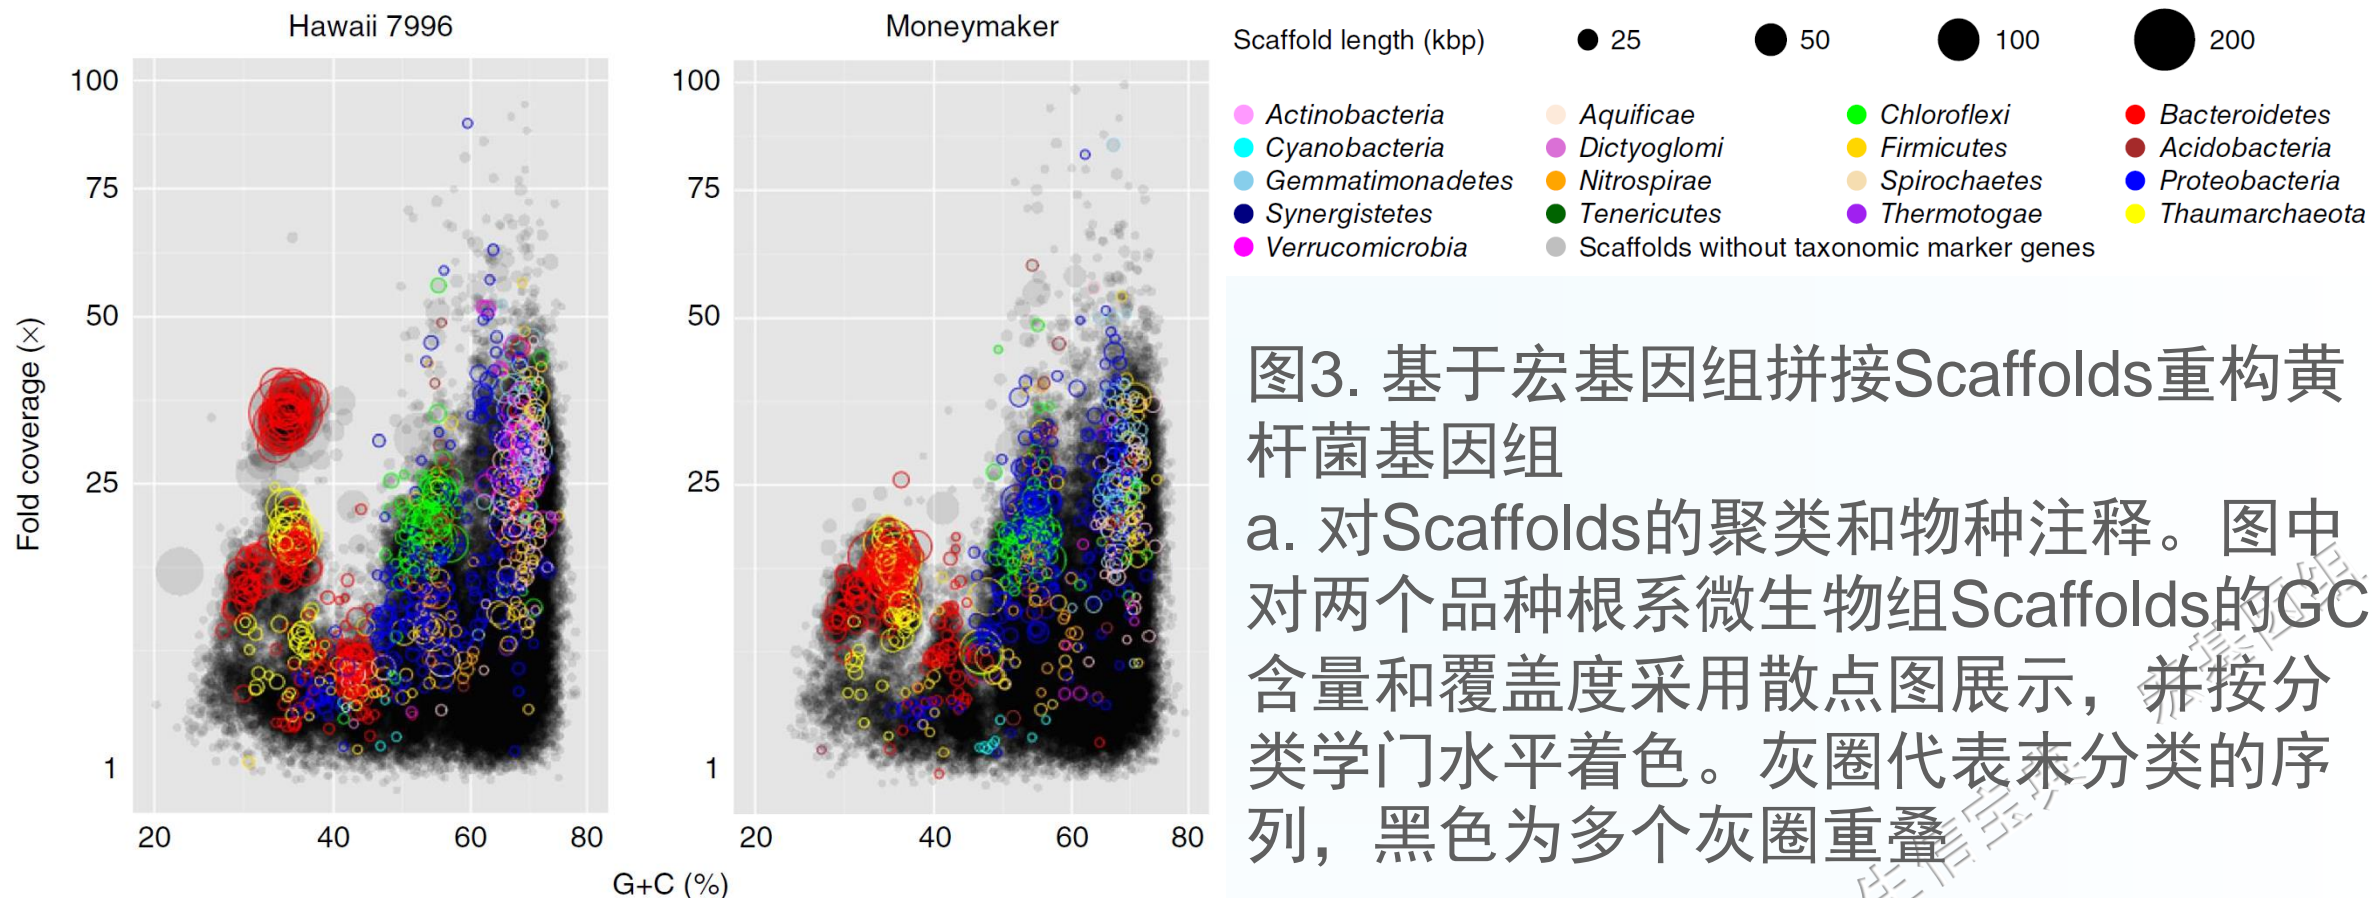 Hawaii 7996
Moneymaker
Scaffold length (kbp) 25 50 100 200
Actinobacteria Aquificae Chloroflexi Bacteroidetes
Cyanobacteria Dictyoglomi Firmicutes Acidobacteria
Gemmatimonadetes Nitrospirae Spirochaetes Proteobacteria
Synergistetes Tenericutes Thermotogae Thaumarchaeota
Verrucomicrobia Scaffolds without taxonomic marker genes
Fold coverage (×)
100
75
50
25
1
20 40 60 80
100
75
50
25
1
20 40 60 80
G+C (%)
图3. 基于宏基因组拼接Scaffolds重构黄
杆菌基因组
a. 对Scaffolds的聚类和物种注释。图中
对两个品种根系微生物组Scaffolds的GC
含量和覆盖度采用散点图展示，并按分
类学门水平着色。灰圈代表未分类的序
列，黑色为多个灰圈重叠
宏基因组
生信宝典